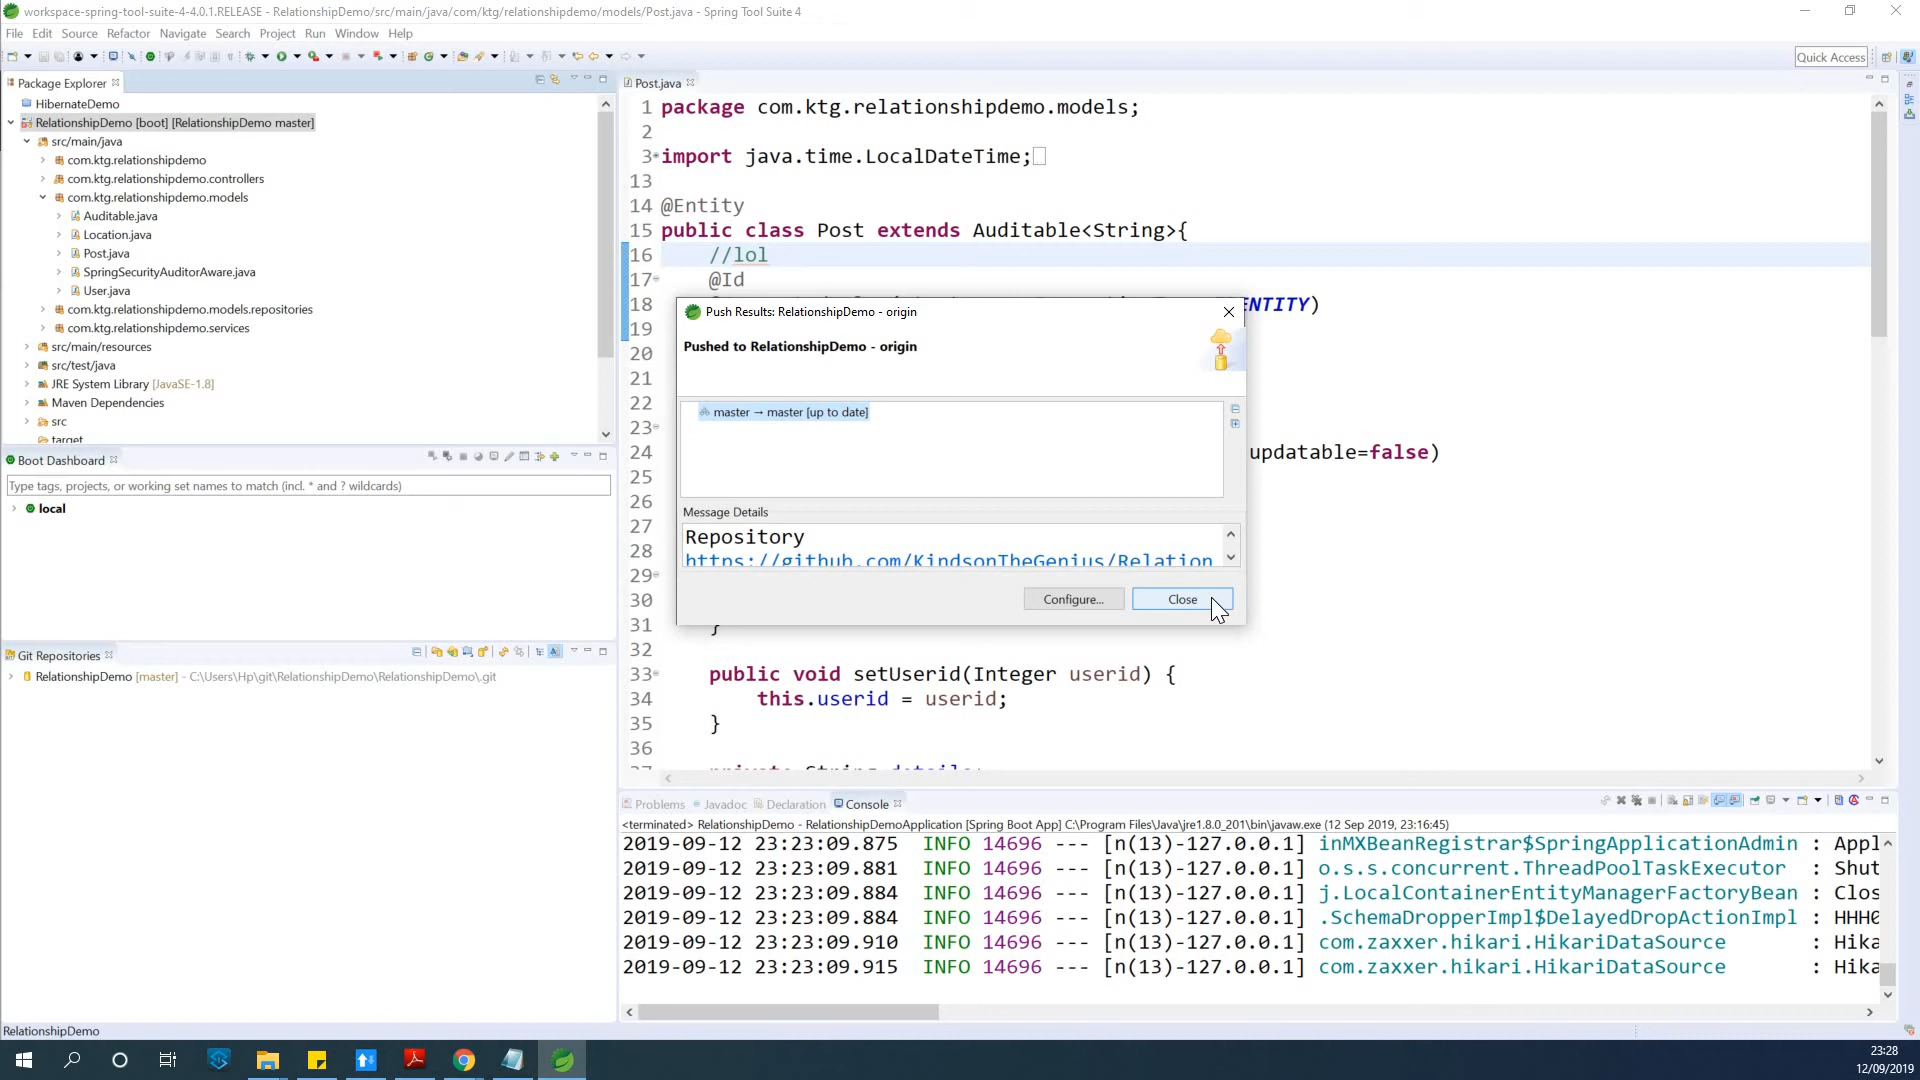 workspace-spring-tool-suite-4-4.0.1.RELEASE - RelationshipDemo/src/main/java/com/ktg/relationshipdemo/models/Post.java - Spring Tool Suite 4
File Edit Source Refactor Navigate Search Project Run Window Help
Quick Access
Package Explorer
HibernateDemo
RelationshipDemo [boot] [RelationshipDemo master]
src/main/java
com.ktg.relationshipdemo
com.ktg.relationshipdemo.controllers
com.ktg.relationshipdemo.models
Auditable.java
Location.java
Post.java
SpringSecurityAuditorAware.java
User.java
com.ktg.relationshipdemo.models.repositories
com.ktg.relationshipdemo.services
src/main/resources
src/test/java
JRE System Library [JavaSE-1.8]
Maven Dependencies
src
target
Boot Dashboard
Type tags, projects, or working set names to match (incl. * and ? wildcards)
local
Git Repositories
RelationshipDemo [master] - C:\Users\Hp\git\RelationshipDemo\RelationshipDemo\.git
Post.java
1 package com.ktg.relationshipdemo.models;
2
3 import java.time.LocalDateTime;
13
14 @Entity
15 public class Post extends Auditable<String>{
16 //lol
17 @Id
18 ENTITY)
19
20
21
22
23
24 updatable=false)
25
26
27
28
29
30
31 }
32
33 public void setUserid(Integer userid) {
34 this.userid = userid;
35 }
36
37 private String details;
Push Results: RelationshipDemo - origin
Pushed to RelationshipDemo - origin
master → master [up to date]
Message Details
Repository
https://github.com/KindsonTheGenius/Relation
Configure...
Close
Problems Javadoc Declaration Console
<terminated> RelationshipDemo - RelationshipDemoApplication [Spring Boot App] C:\Program Files\Java\jre1.8.0_201\bin\javaw.exe (12 Sep 2019, 23:16:45)
2019-09-12 23:23:09.875 INFO 14696 --- [n(13)-127.0.0.1] inMXBeanRegistrar$SpringApplicationAdmin : Appl
2019-09-12 23:23:09.881 INFO 14696 --- [n(13)-127.0.0.1] o.s.s.concurrent.ThreadPoolTaskExecutor : Shut
2019-09-12 23:23:09.884 INFO 14696 --- [n(13)-127.0.0.1] j.LocalContainerEntityManagerFactoryBean : Clos
2019-09-12 23:23:09.884 INFO 14696 --- [n(13)-127.0.0.1] .SchemaDropperImpl$DelayedDropActionImpl : HHH0
2019-09-12 23:23:09.910 INFO 14696 --- [n(13)-127.0.0.1] com.zaxxer.hikari.HikariDataSource : Hika
2019-09-12 23:23:09.915 INFO 14696 --- [n(13)-127.0.0.1] com.zaxxer.hikari.HikariDataSource : Hika
RelationshipDemo
23:28
12/09/2019